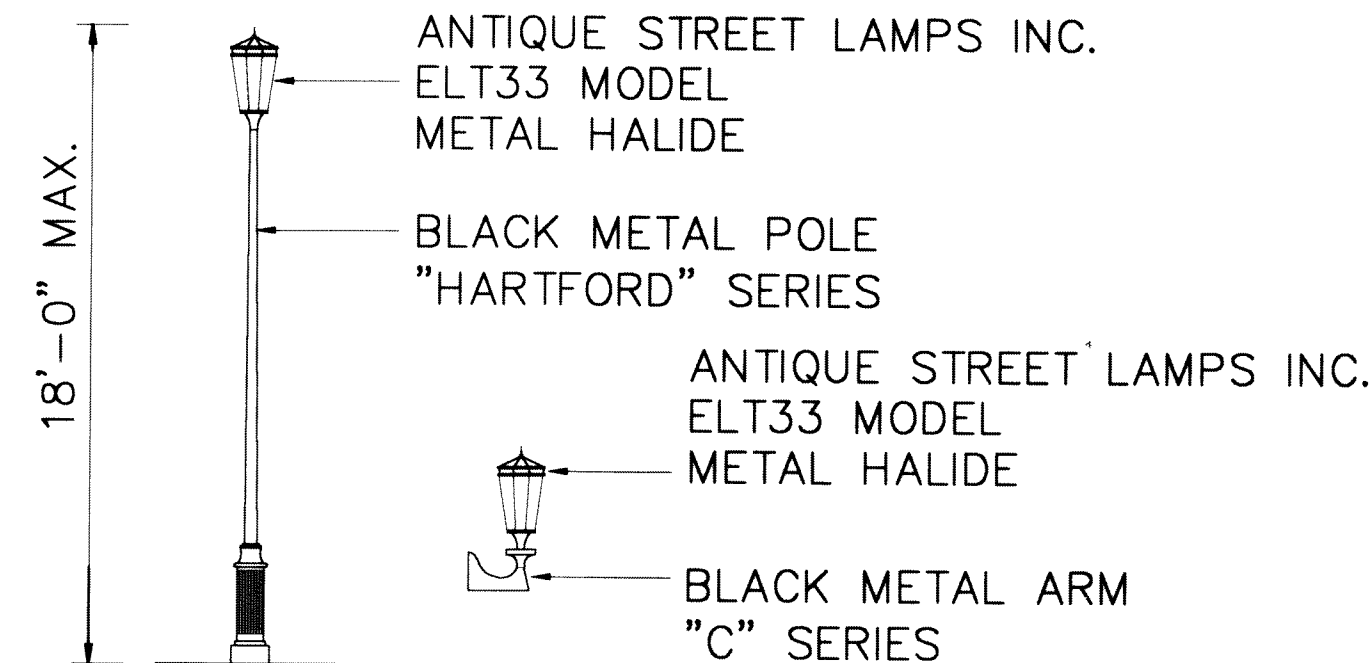 18'-0" MAX.
ANTIQUE STREET LAMPS INC.
ELT33 MODEL
METAL HALIDE
BLACK METAL POLE
"HARTFORD" SERIES
ANTIQUE STREET LAMPS INC.
ELT33 MODEL
METAL HALIDE
BLACK METAL ARM
"C" SERIES